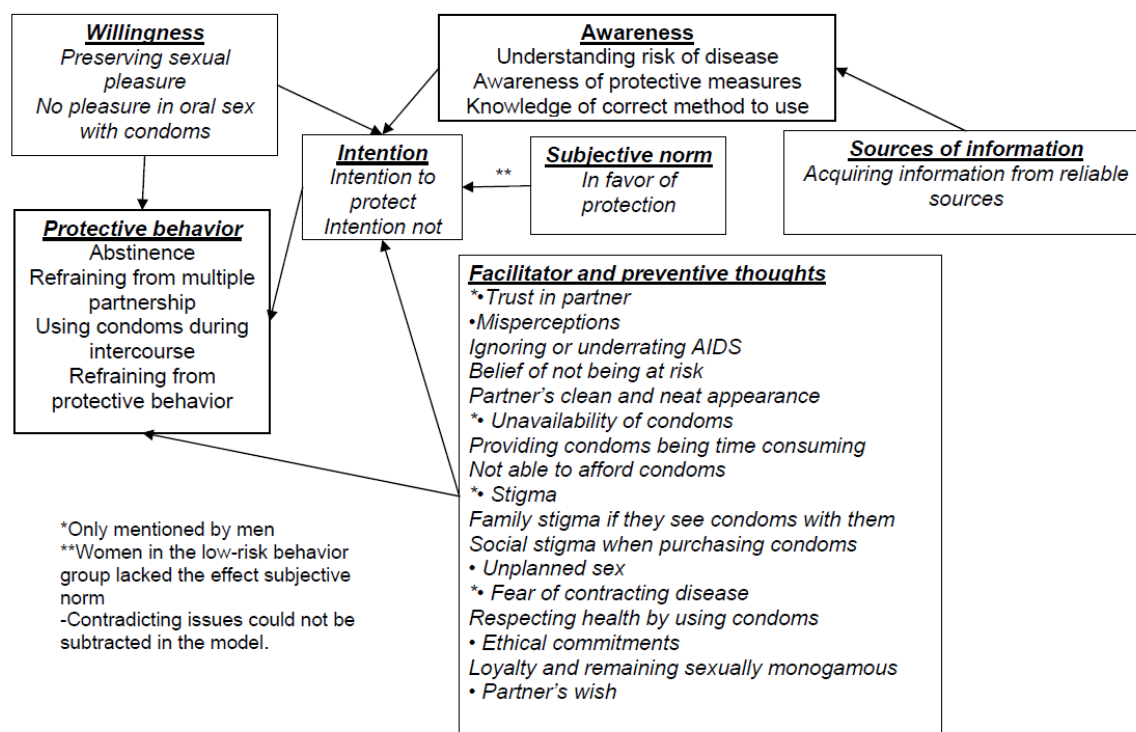 Willingness
Preserving sexual
pleasure
No pleasure in oral sex
with condoms
Awareness
Understanding risk of disease
Awareness of protective measures
Knowledge of correct method to use
Intention
Intention to
protect
Intention not
**
Subjective norm
In favor of
protection
Sources of information
Acquiring information from reliable
sources
Protective behavior
Abstinence
Refraining from multiple
partnership
Using condoms during
intercourse
Refraining from
protective behavior
Facilitator and preventive thoughts
*•Trust in partner
•Misperceptions
Ignoring or underrating AIDS
Belief of not being at risk
Partner's clean and neat appearance
*• Unavailability of condoms
Providing condoms being time consuming
Not able to afford condoms
*• Stigma
Family stigma if they see condoms with them
Social stigma when purchasing condoms
• Unplanned sex
*• Fear of contracting disease
Respecting health by using condoms
• Ethical commitments
Loyalty and remaining sexually monogamous
• Partner's wish
*Only mentioned by men
**Women in the low-risk behavior
group lacked the effect subjective
norm
-Contradicting issues could not be
subtracted in the model.